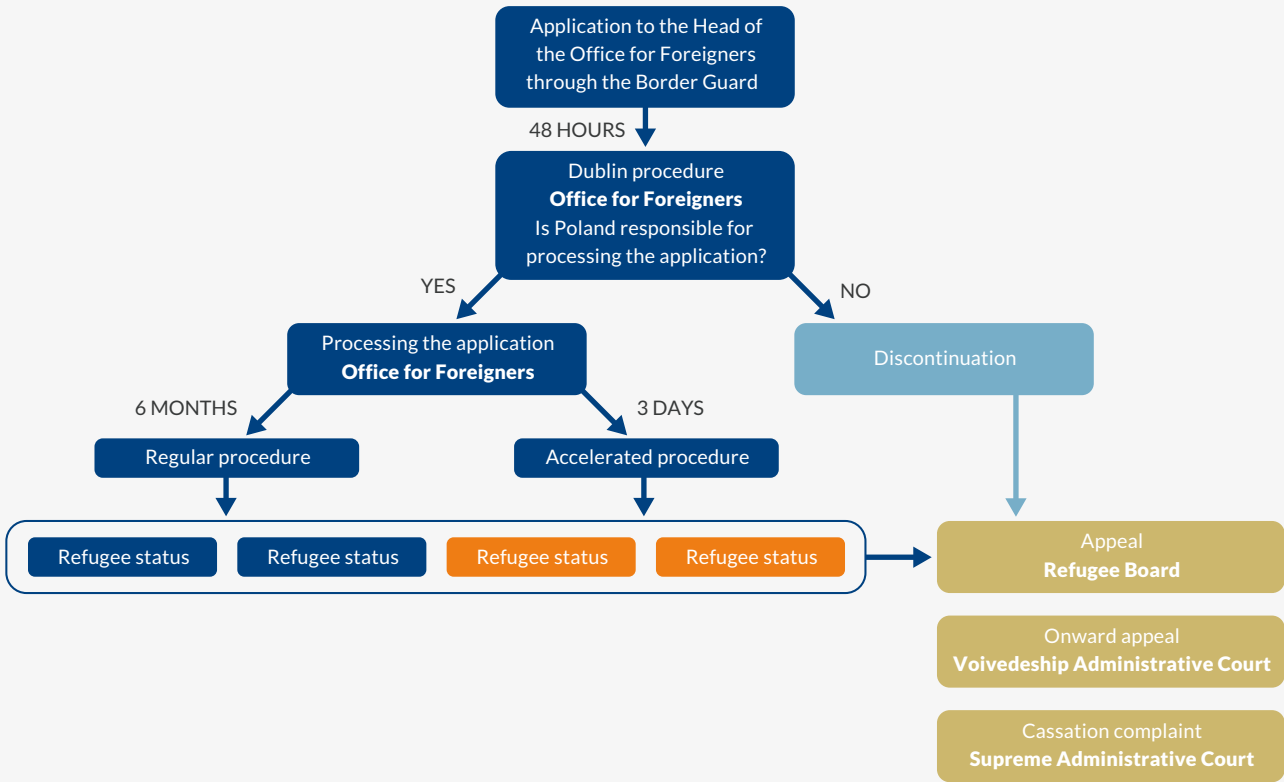 Application to the Head of
the Office for Foreigners
through the Border Guard
48 HOURS
Dublin procedure
Office for Foreigners
Is Poland responsible for
processing the application?
YES
NO
Processing the application
Office for Foreigners
Discontinuation
6 MONTHS
3 DAYS
Regular procedure
Accelerated procedure
Refugee status
Refugee status
Refugee status
Refugee status
Appeal
Refugee Board
Onward appeal
Voivedeship Administrative Court
Cassation complaint
Supreme Administrative Court